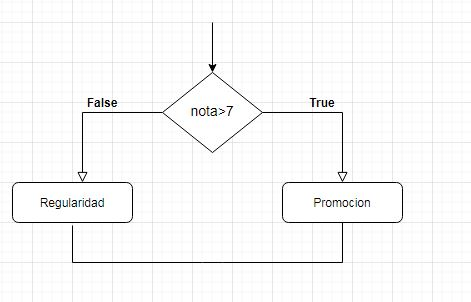 nota>7
False
True
Regularidad
Promocion